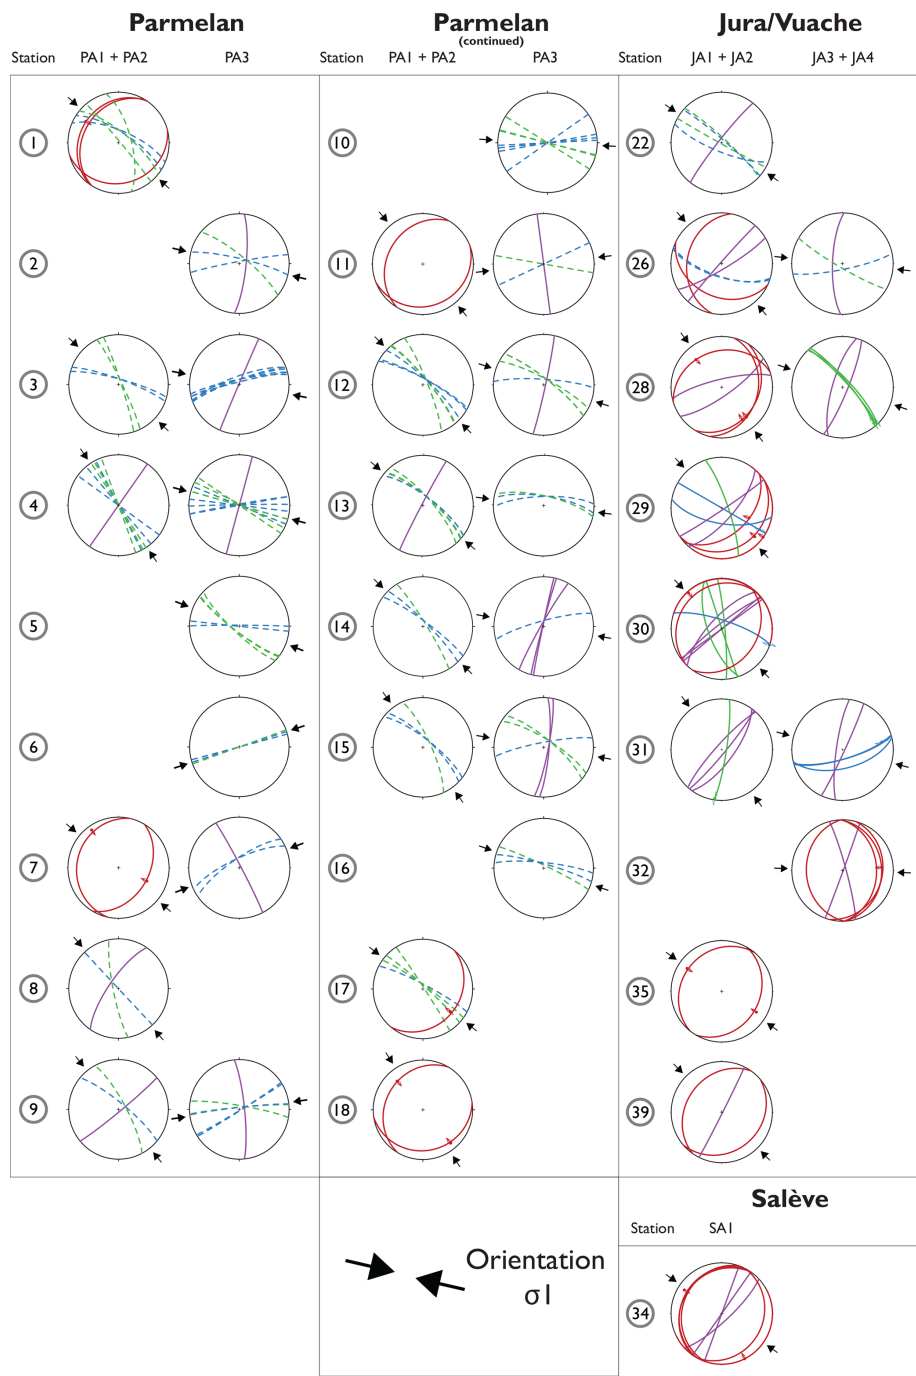 Parmelan
Station PA1 + PA2 PA3
1
2
3
4
5
6
7
8
9
Parmelan
(continued)
Station PA1 + PA2 PA3
10
11
12
13
14
15
16
17
18
Orientation
σ1
Jura/Vuache
Station JA1 + JA2 JA3 + JA4
22
26
28
29
30
31
32
35
39
Salève
Station SA1
34